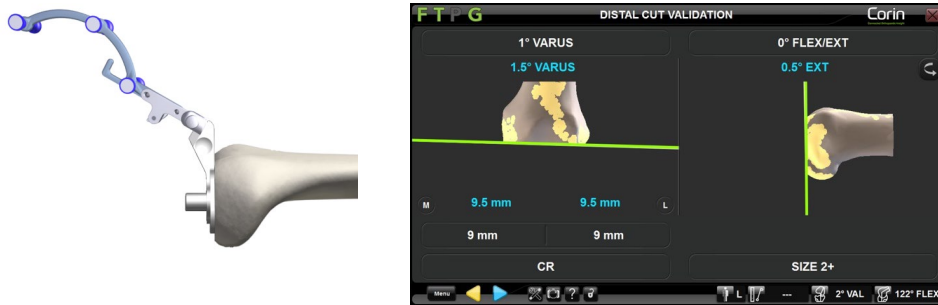 F T P G
DISTAL CUT VALIDATION
Corin
1° VARUS
0° FLEX/EXT
1.5° VARUS
0.5° EXT
M
9.5 mm
9.5 mm
L
9 mm
9 mm
CR
SIZE 2+
Menu
?
L
---
2° VAL
122° FLEX